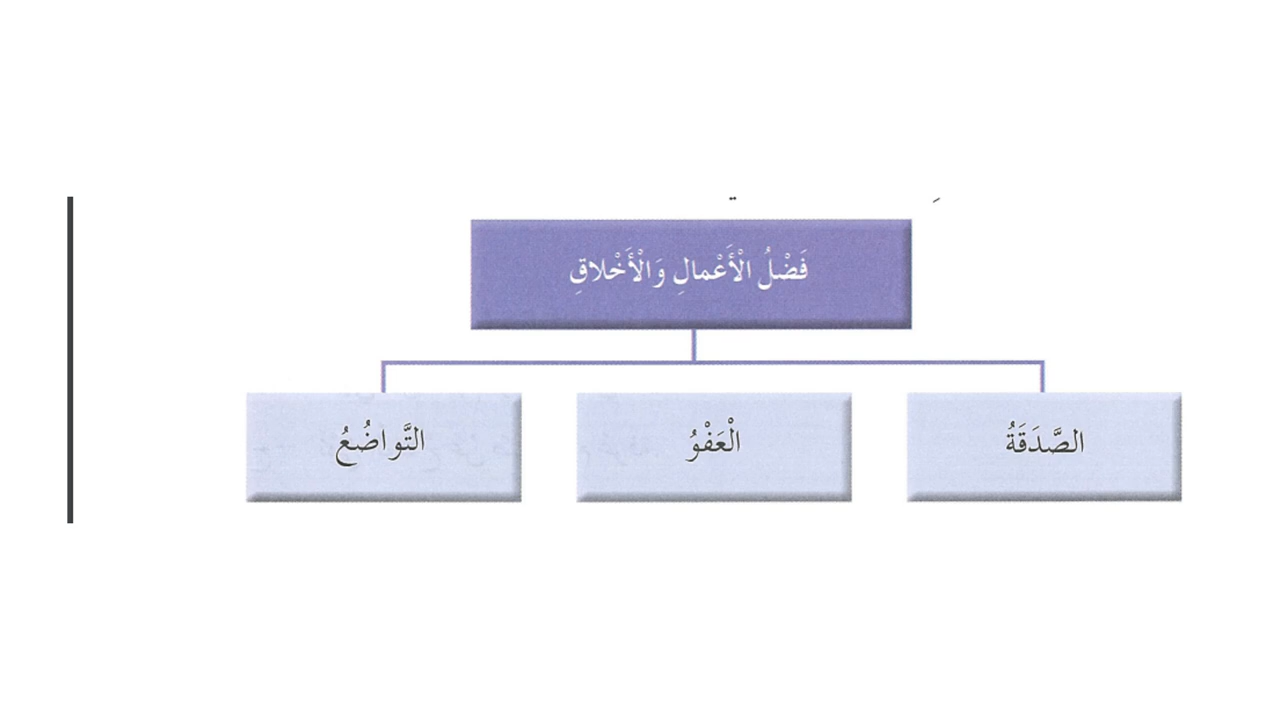 فَضْلُ الْأَعْمالِ وَالْأَخْلاقِ
الصَّدَقَةُ
الْعَفْوُ
التَّواضُعُ